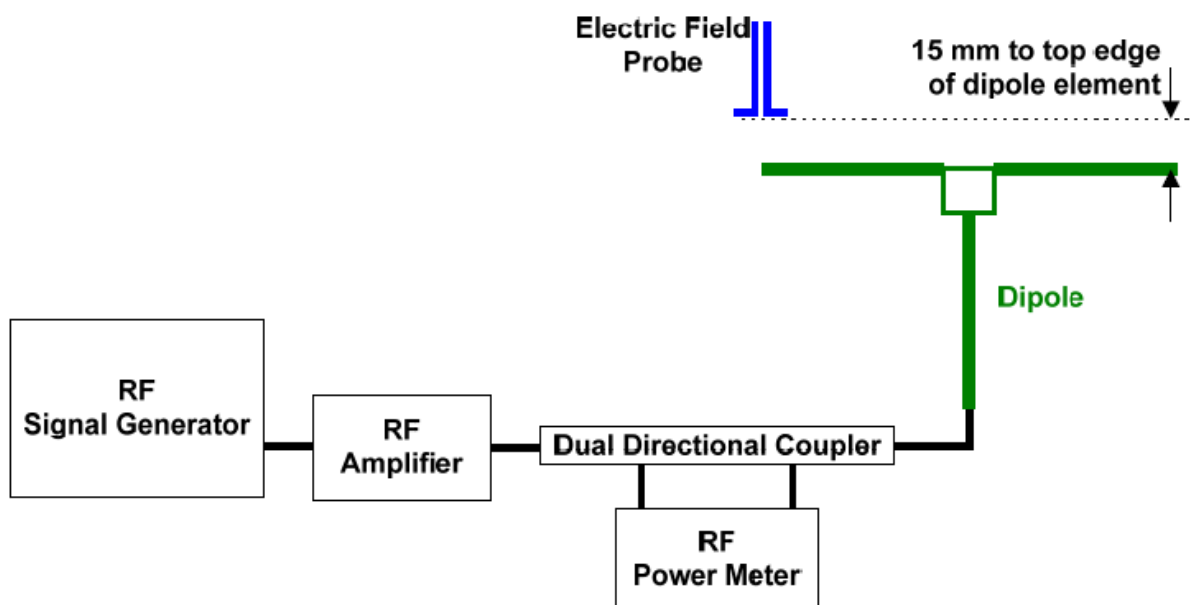 Electric Field
Probe
15 mm to top edge
of dipole element
Dipole
RF
Signal Generator
RF
Amplifier
Dual Directional Coupler
RF
Power Meter